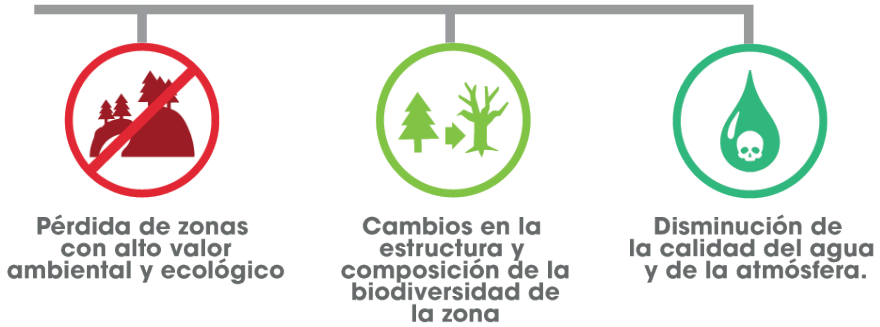 Pérdida de zonas
con alto valor
ambiental y ecológico
Cambios en la
estructura y
composición de la
biodiversidad de
la zona
Disminución de
la calidad del agua
y de la atmósfera.